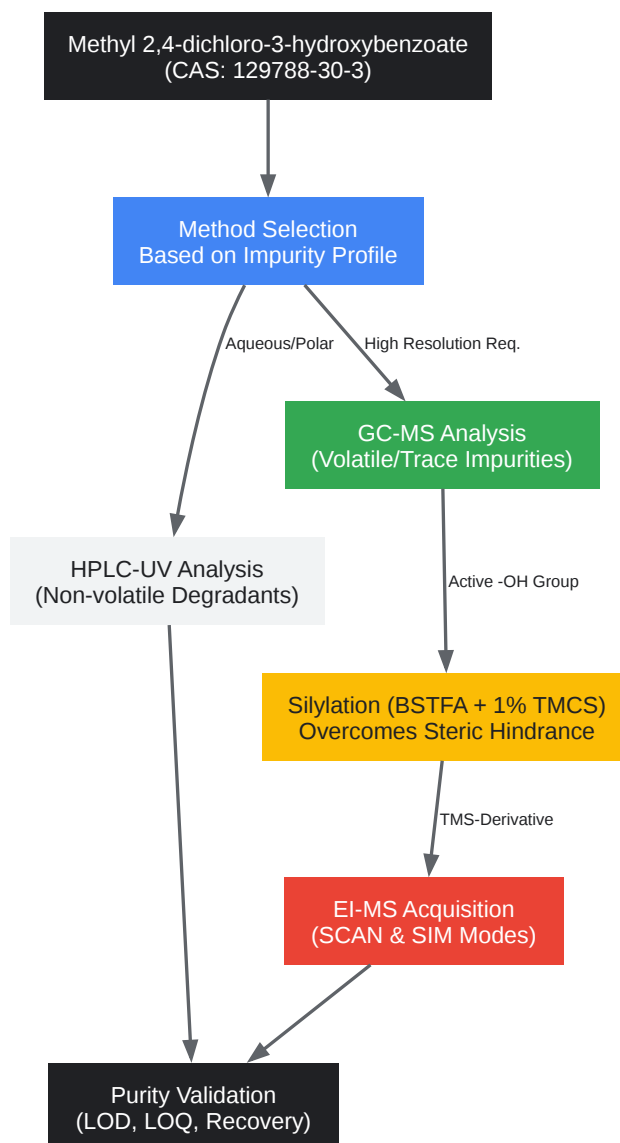 Methyl 2,4-dichloro-3-hydroxybenzoate
(CAS: 129788-30-3)
Method Selection
Based on Impurity Profile
Aqueous/Polar
High Resolution Req.
GC-MS Analysis
(Volatile/Trace Impurities)
HPLC-UV Analysis
(Non-volatile Degradants)
Active -OH Group
Silylation (BSTFA + 1% TMCS)
Overcomes Steric Hindrance
TMS-Derivative
EI-MS Acquisition
(SCAN & SIM Modes)
Purity Validation
(LOD, LOQ, Recovery)